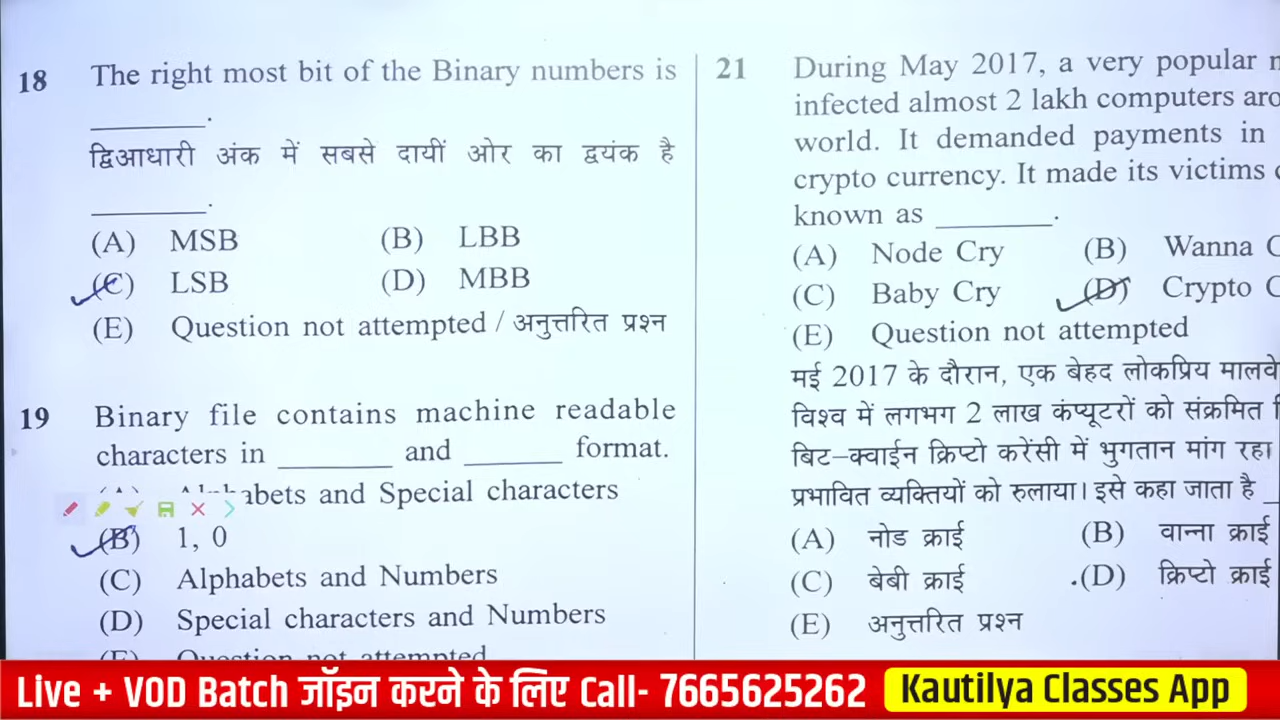 18 The right most bit of the Binary numbers is
________.
द्विआधारी अंक में सबसे दायीं ओर का द्वयंक है
________.
(A) MSB (B) LBB
(C) LSB (D) MBB
(E) Question not attempted / अनुत्तरित प्रश्न
19 Binary file contains machine readable
characters in ________ and _______ format.
Alphabets and Special characters
(B) 1, 0
(C) Alphabets and Numbers
(D) Special characters and Numbers
(E) Question not attempted
21 During May 2017, a very popular
infected almost 2 lakh computers
world. It demanded payments in
crypto currency. It made its victims
known as ________.
(A) Node Cry (B) Wanna
(C) Baby Cry (D) Crypto
(E) Question not attempted
मई 2017 के दौरान, एक बेहद लोकप्रिय
विश्व में लगभग 2 लाख कंप्यूटरों को संक्रमित
बिट–क्वाईन क्रिप्टो करेंसी में भुगतान मांग रहा
प्रभावित व्यक्तियों को रुलाया। इसे कहा जाता है _
(A) नोड क्राई (B) वान्ना क्राई
(C) बेबी क्राई (D) क्रिप्टो क्राई
(E) अनुत्तरित प्रश्न
Live + VOD Batch जॉइन करने के लिए Call- 7665625262 Kautilya Classes App